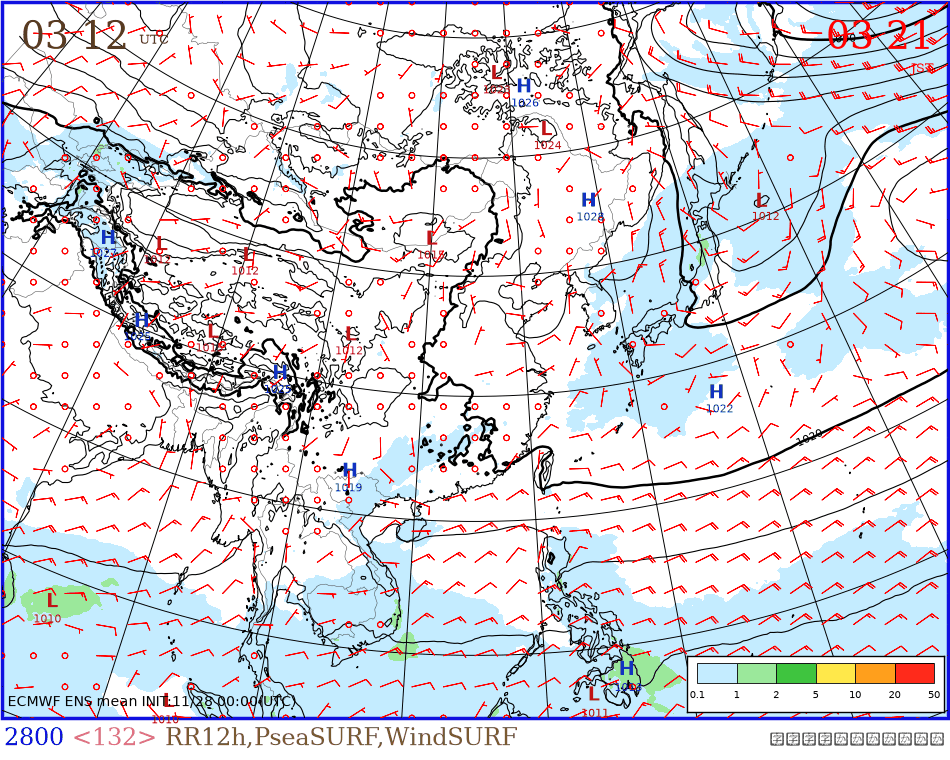 03 12 UTC
03 21
JST
L
H
1026
L
1024
H
1028
L
1012
H
L
L
1012
L
H
L
L
1012
H
H
1022
1020
H
1019
L
1010
H
L
1011
L
1010
ECMWF ENS mean INIT:11/28 00:00(UTC)
0.1 1 2 5 10 20 50
2800 <132> RR12h,PseaSURF,WindSURF